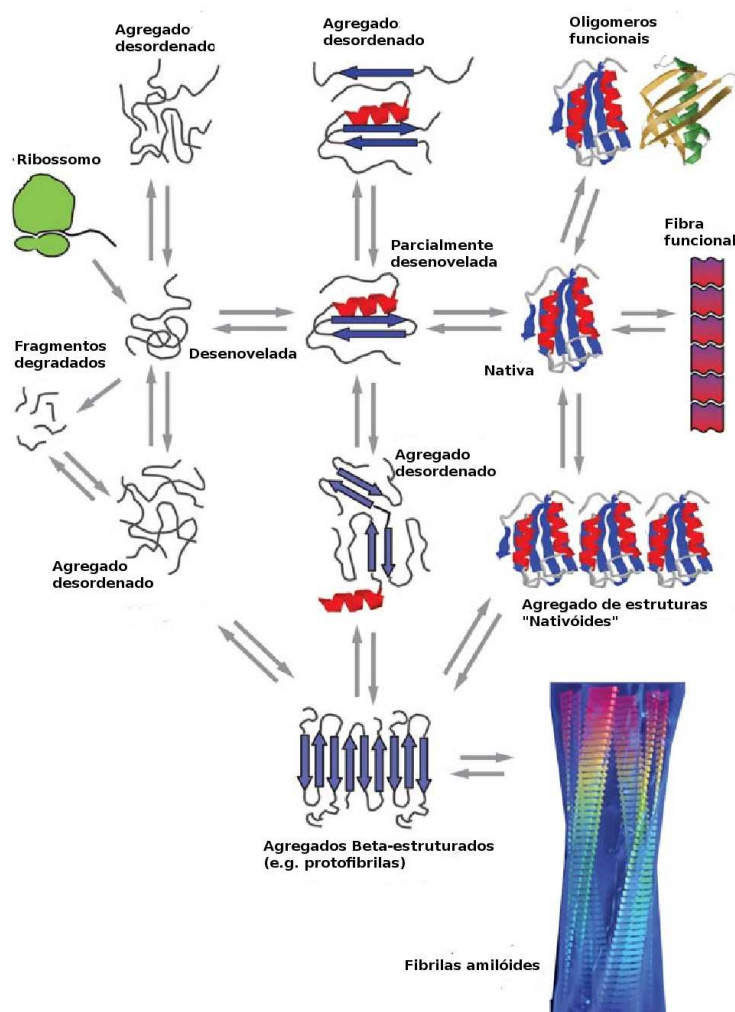 Agregado
desordenado
Agregado
desordenado
Oligomeros
funcionais
Ribossomo
Parcialmente
desenovelada
Fibra
funcional
Fragmentos
degradados
Desenovelada
Nativa
Agregado
desordenado
Agregado
desordenado
Agregado de estruturas
"Nativóides"
Agregados Beta-estruturados
(e.g. protofibrilas)
Fibrilas amilóides